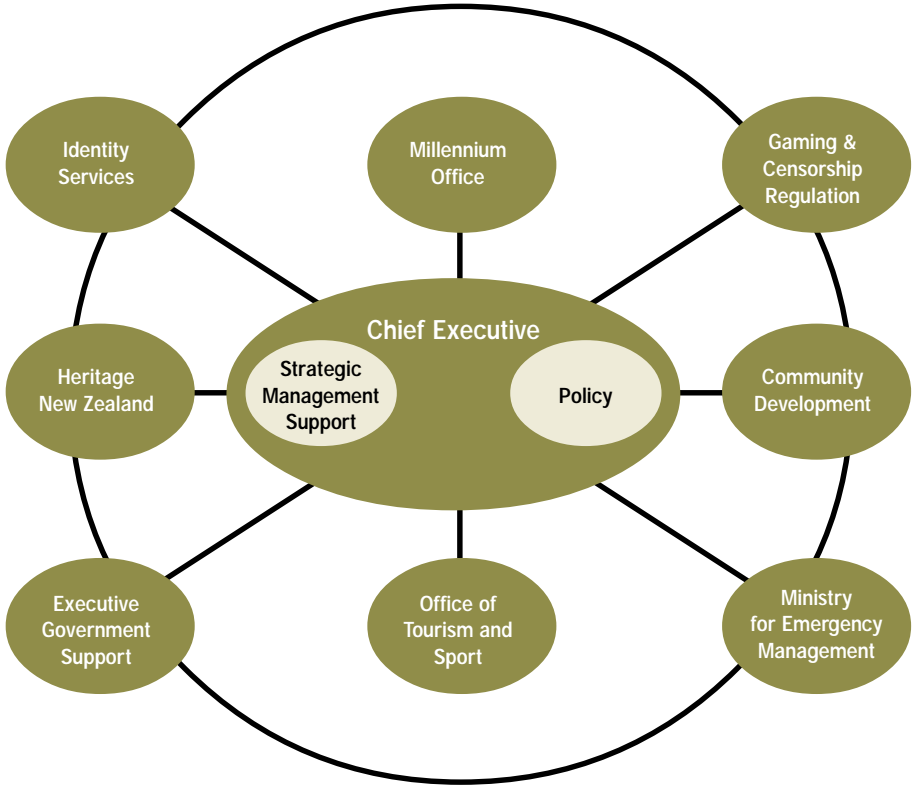 Identity
Services
Millennium
Office
Gaming &
Censorship
Regulation
Chief Executive
Strategic
Management
Support
Policy
Heritage
New Zealand
Community
Development
Executive
Government
Support
Office of
Tourism and
Sport
Ministry
for Emergency
Management